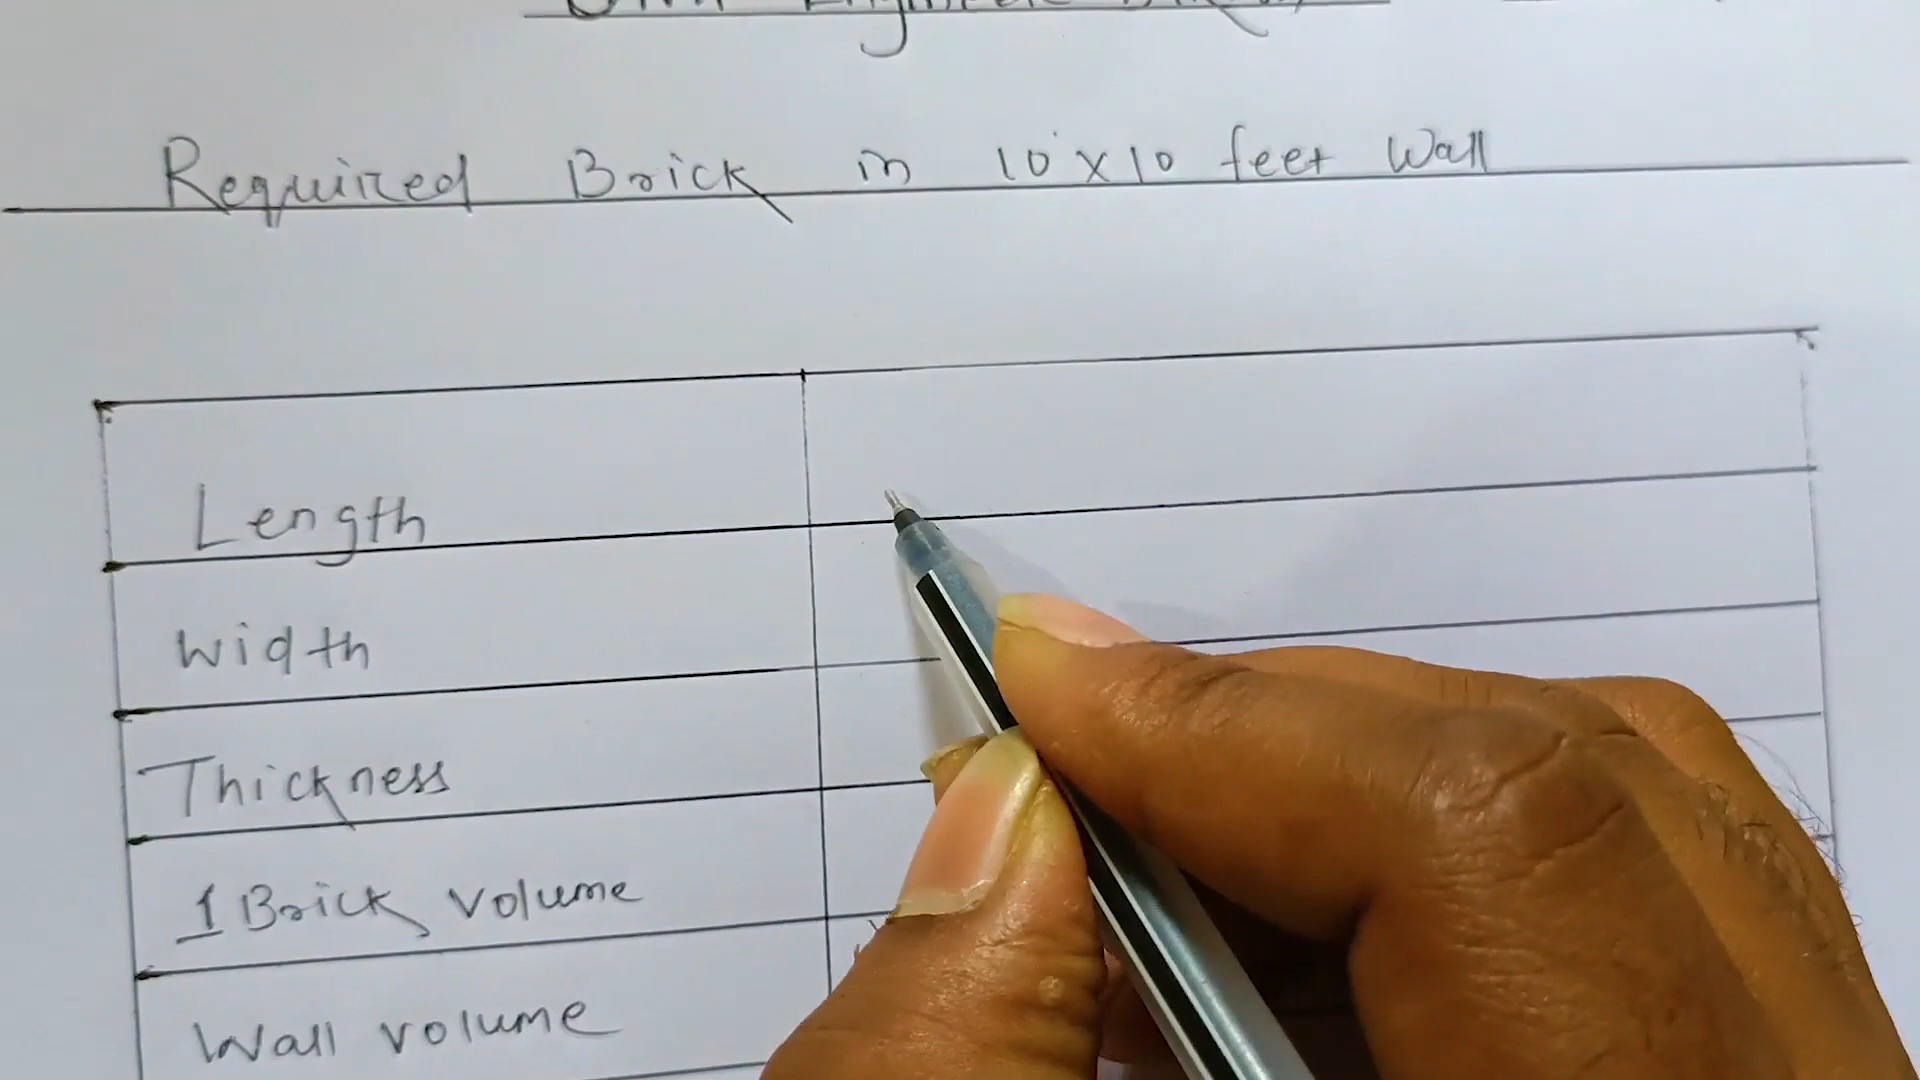 Required Brick in 10'x10 feet Wall
Length
Width
Thickness
1 Brick volume
Wall volume